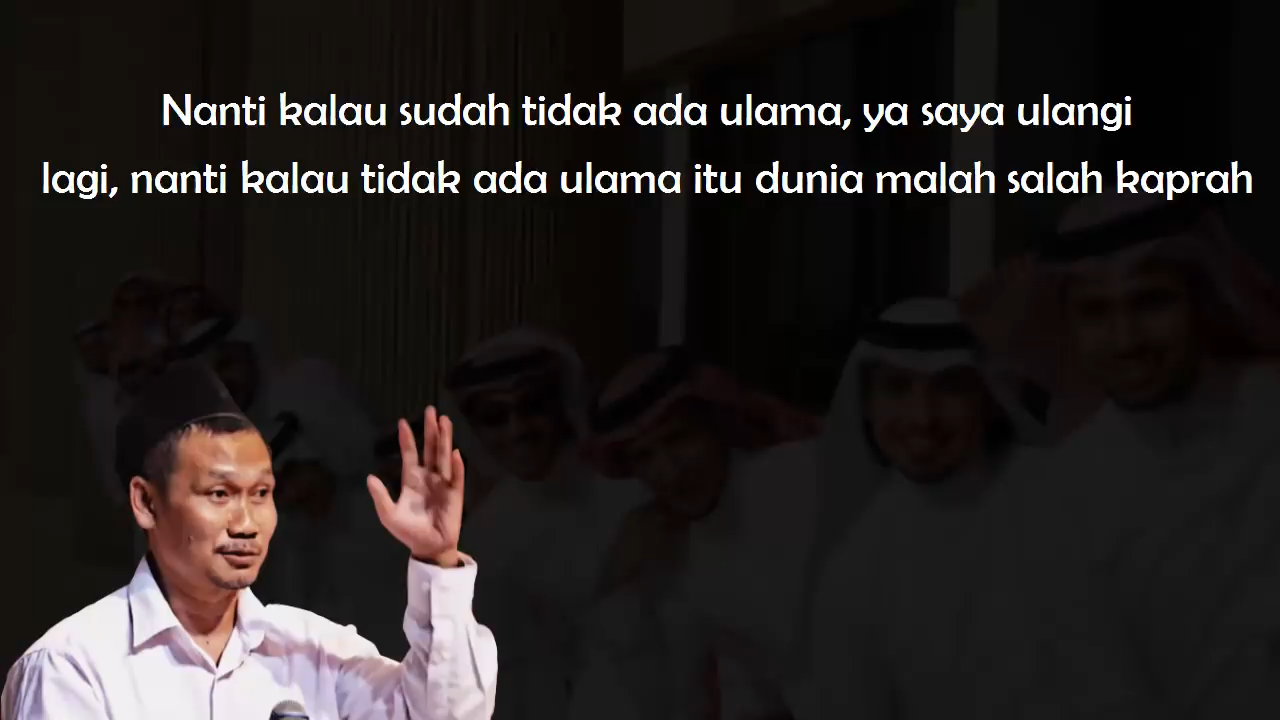 Nanti kalau sudah tidak ada ulama, ya saya ulangi
lagi, nanti kalau tidak ada ulama itu dunia malah salah kaprah